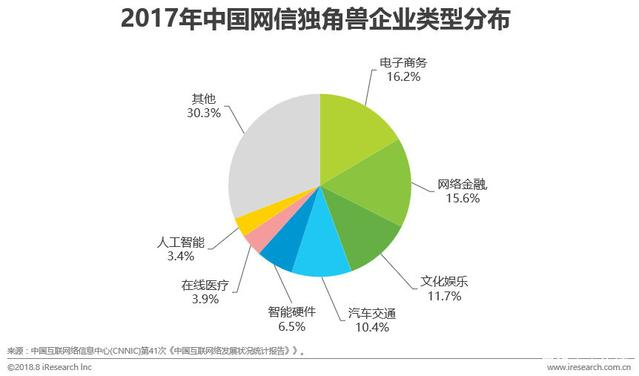 2017年中国网信独角兽企业类型分布
电子商务
16.2%
其他
30.3%
网络金融,
15.6%
人工智能
3.4%
文化娱乐
11.7%
在线医疗
3.9%
智能硬件
6.5%
汽车交通
10.4%
来源:中国互联网络信息中心(CNNIC)第41次《中国互联网络发展状况统计报告》》。
©2018.8 iResearch Inc
www.iresearch.com.cn